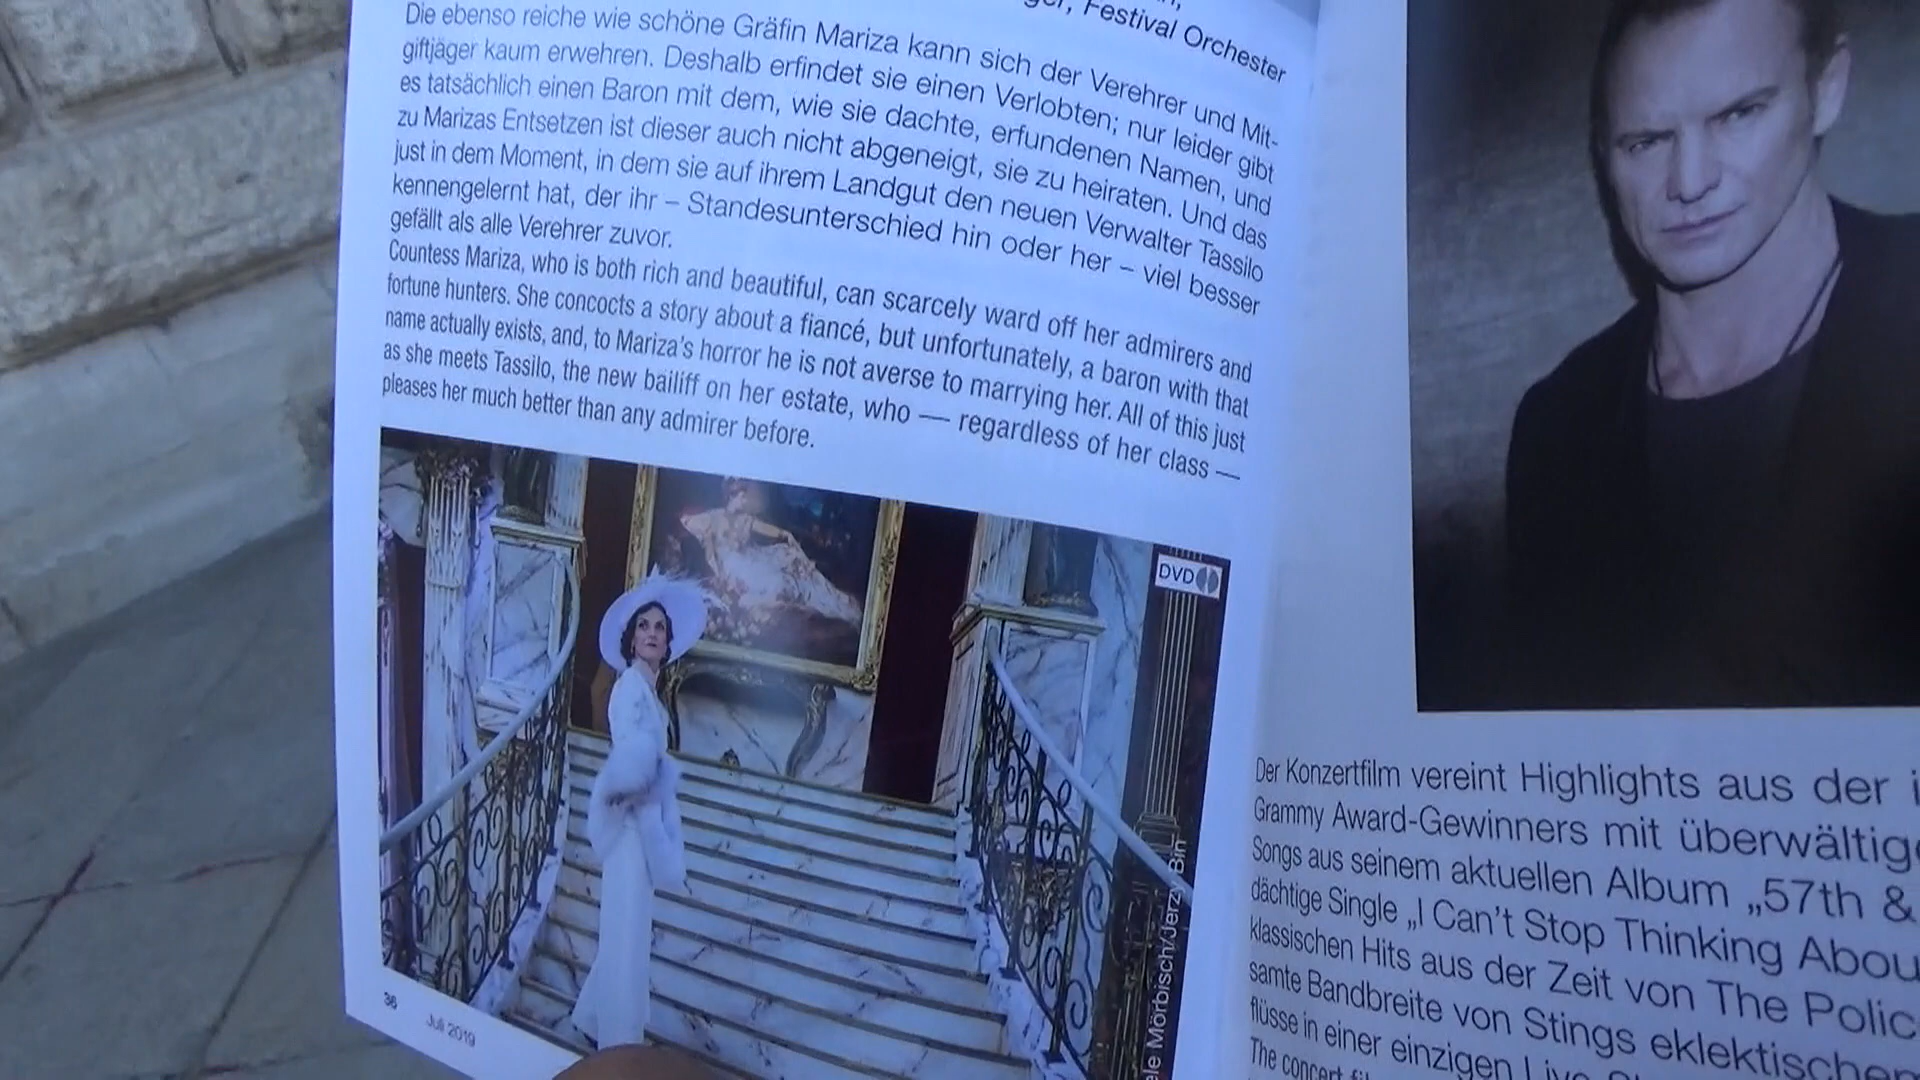 Festival Orchester
Die ebenso reiche wie schöne Gräfin Mariza kann sich der Verehrer und Mit-
giftjäger kaum erwehren. Deshalb erfindet sie einen Verlobten; nur leider gibt
es tatsächlich einen Baron mit dem, wie sie dachte, erfundenen Namen, und
zu Marizas Entsetzen ist dieser auch nicht abgeneigt, sie zu heiraten. Und das
just in dem Moment, in dem sie auf ihrem Landgut den neuen Verwalter Tassilo
kennengelernt hat, der ihr – Standesunterschied hin oder her – viel besser
gefällt als alle Verehrer zuvor.
Countess Mariza, who is both rich and beautiful, can scarcely ward off her admirers and
fortune hunters. She concocts a story about a fiancé, but unfortunately, a baron with that
name actually exists, and, to Mariza's horror he is not averse to marrying her. All of this just
as she meets Tassilo, the new bailiff on her estate, who — regardless of her class —
pleases her much better than any admirer before.
DVD
Mörbisch/Jerzy Bin
36 Juli 2019
Der Konzertfilm vereint Highlights aus der
Grammy Award-Gewinners mit
Songs aus seinem aktuellen Album „57th &
dächtige Single „I Can't Stop Thinking
klassischen Hits aus der Zeit von The
samte Bandbreite von Stings
flüsse in einer einzigen
The concert